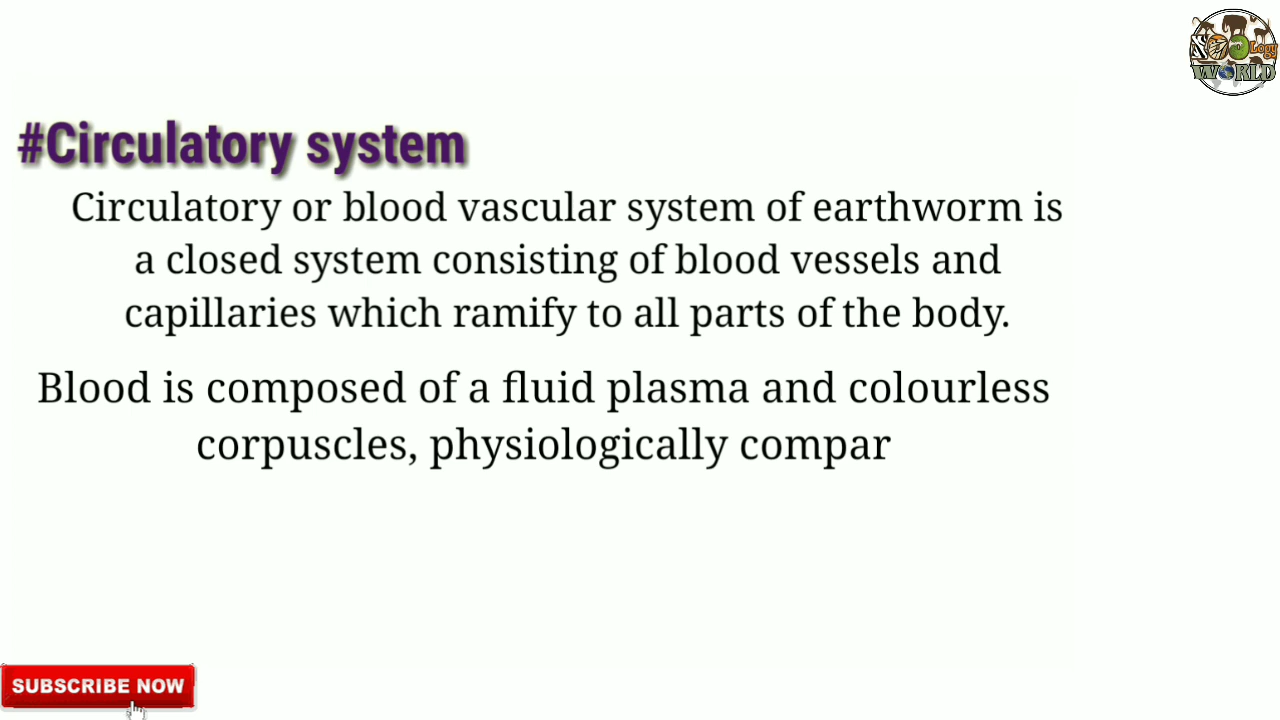 ZOOLOGY
WORLD
#Circulatory system
Circulatory or blood vascular system of earthworm is
a closed system consisting of blood vessels and
capillaries which ramify to all parts of the body.
Blood is composed of a fluid plasma and colourless
corpuscles, physiologically compar
SUBSCRIBE NOW